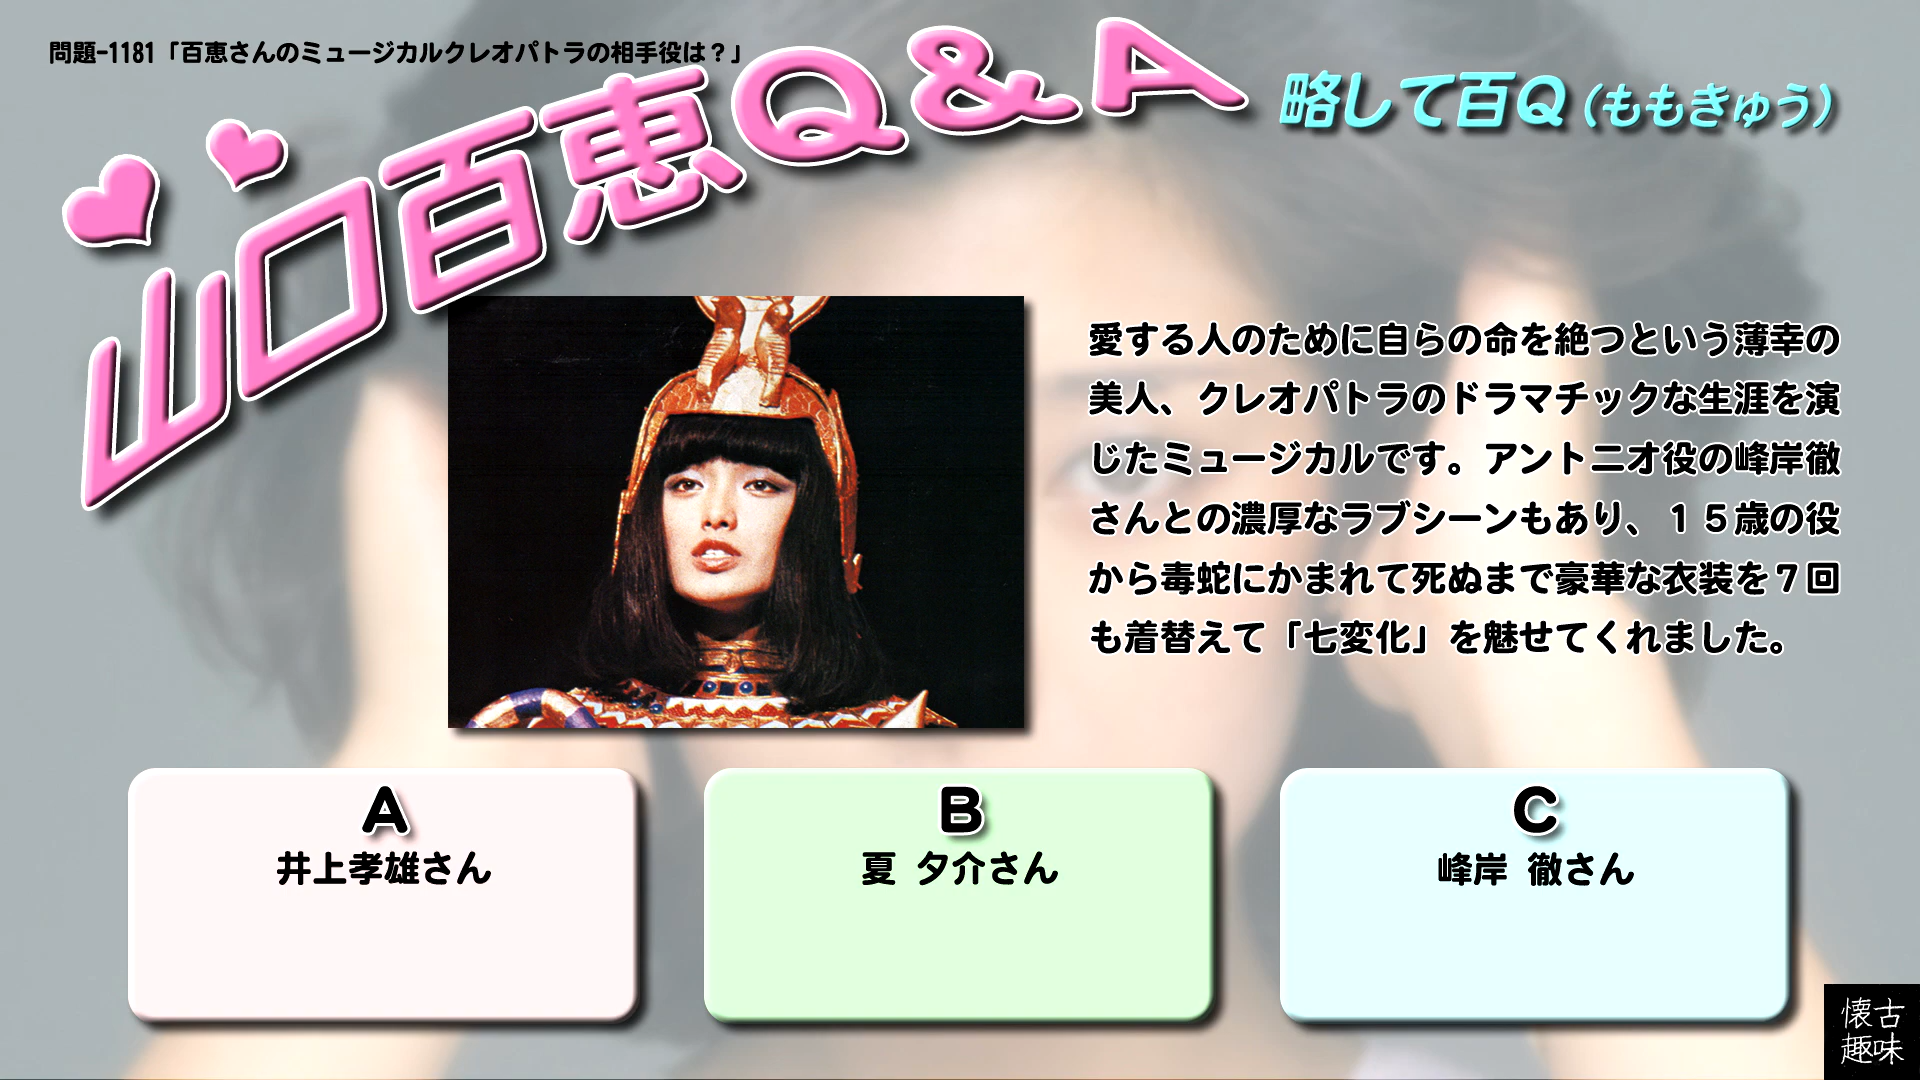 問題-1181「百恵さんのミュージカルクレオパトラの相手役は？」
山口百恵Q&A
略して百Q（ももきゅう）
愛する人のために自らの命を絶つという薄幸の
美人、クレオパトラのドラマチックな生涯を演
じたミュージカルです。アントニオ役の峰岸徹
さんとの濃厚なラブシーンもあり、１５歳の役
から毒蛇にかまれて死ぬまで豪華な衣装を７回
も着替えて「七変化」を魅せてくれました。
A
井上孝雄さん
B
夏 夕介さん
C
峰岸 徹さん
懐古
趣味